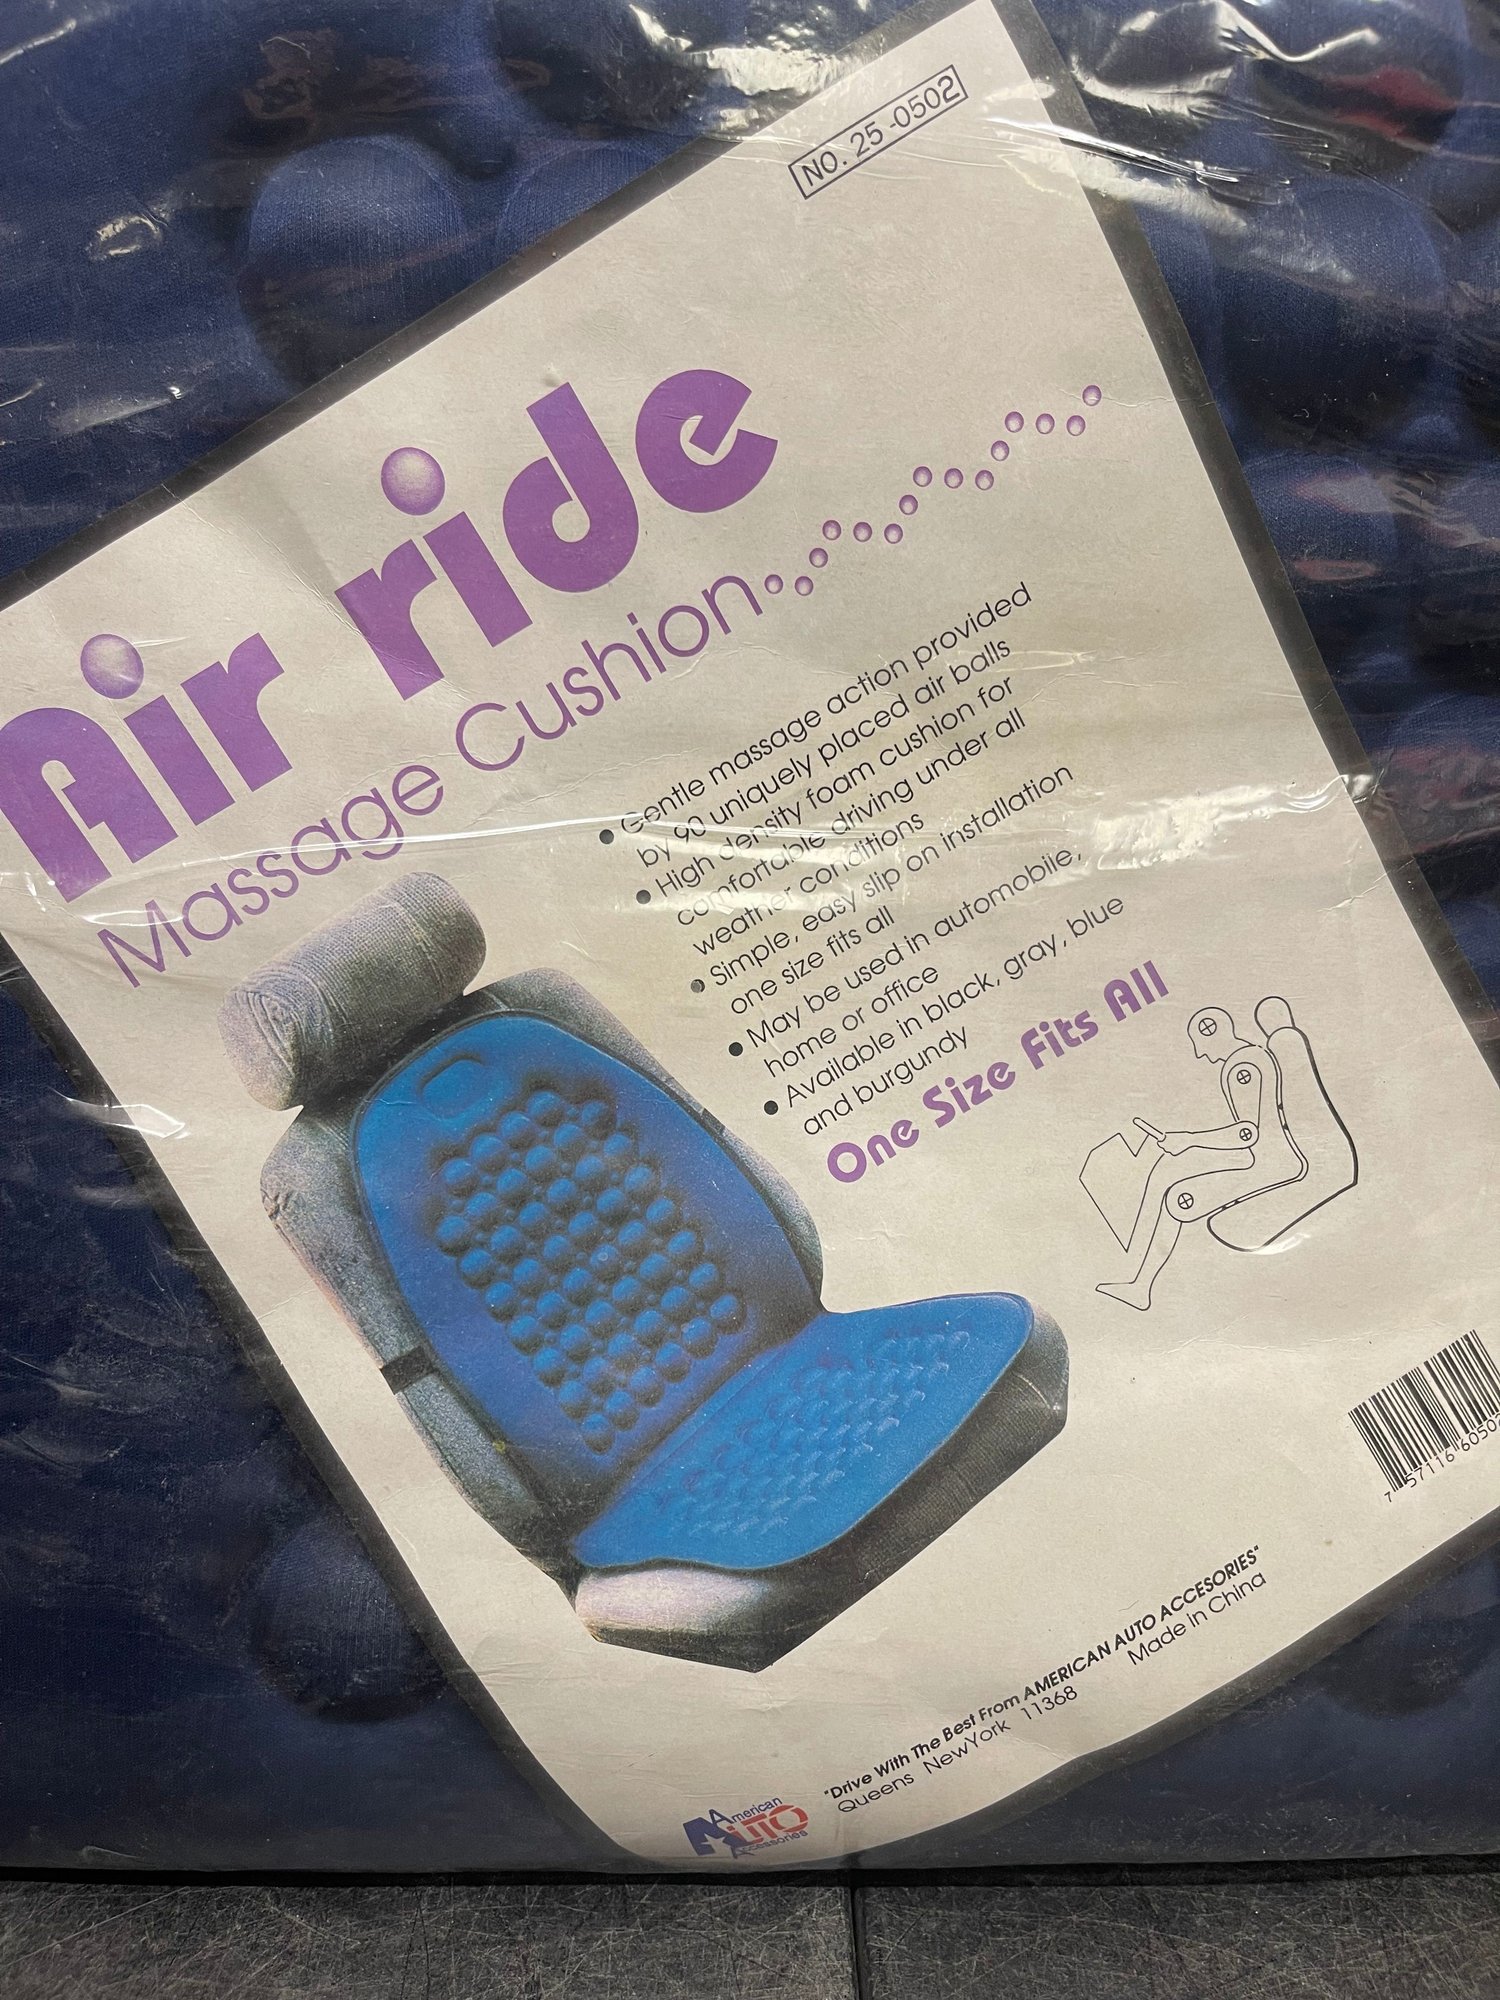 NO. 25-0502
Air ride
Massage Cushion
• Gentle massage action provided
by 90 uniquely placed air balls
• High density foam cushion for
comfortable driving under all
weather conditions
• Simple, easy slip on installation
one size fits all
• May be used in automobile,
home or office
• Available in black, gray, blue
and burgundy
One Size Fits All
7 57116 6050
"Drive With The Best From AMERICAN AUTO ACCESORIES"
Queens NewYork 11368
Made in China
American
AUTO
Accessories